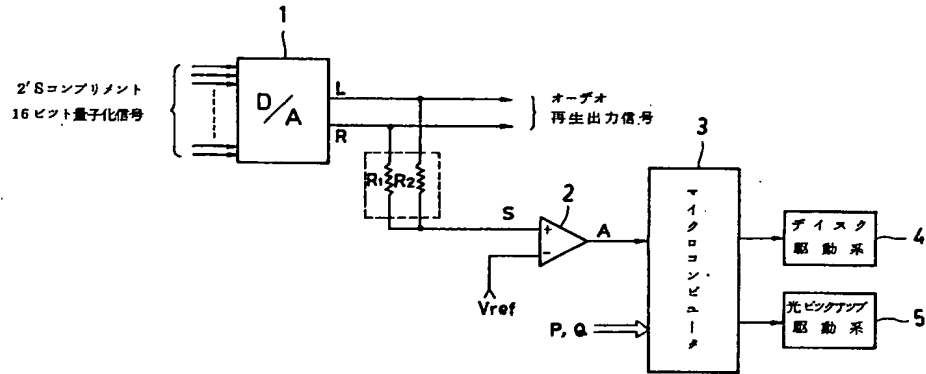 1
2'Sコンプリメント
16ビット量子化信号
D/A
L
R
オーデオ
再生出力信号
R1
R2
S
2
A
Vref
P, Q
3
マイクロコンピュータ
ディスク
駆動系
4
光ピックアップ
駆動系
5